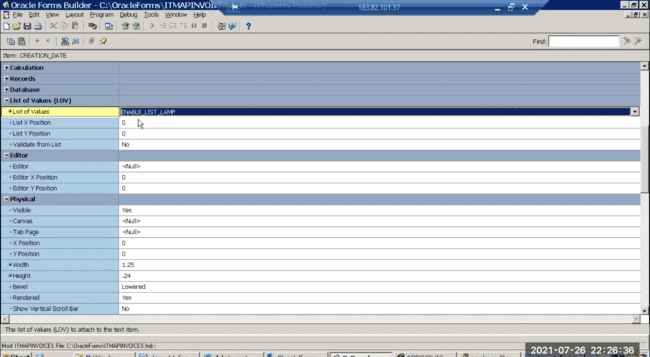 Oracle Forms Builder - C:\OracleForms\ITMAPINVOIC
183.82.101.37
File Edit View Layout Program Debug Tools Window Help
Find:
Item: CREATION_DATE
Calculation
Records
Database
List of Values (LOV)
List of Values ENABLE_LIST_LAMP
List X Position 0
List Y Position 0
Validate from List No
Editor
Editor <Null>
Editor X Position 0
Editor Y Position 0
Physical
Visible Yes
Canvas <Null>
Tab Page <Null>
X Position 0
Y Position 0
Width 1.25
Height .24
Bevel Lowered
Rendered Yes
Show Vertical Scroll Bar No
The list of values (LOV) to attach to the text item.
Mod: ITMAPINVOICES File: C:\OracleForms\ITMAPINVOICES.fmb
2021-07-26 22:26:36